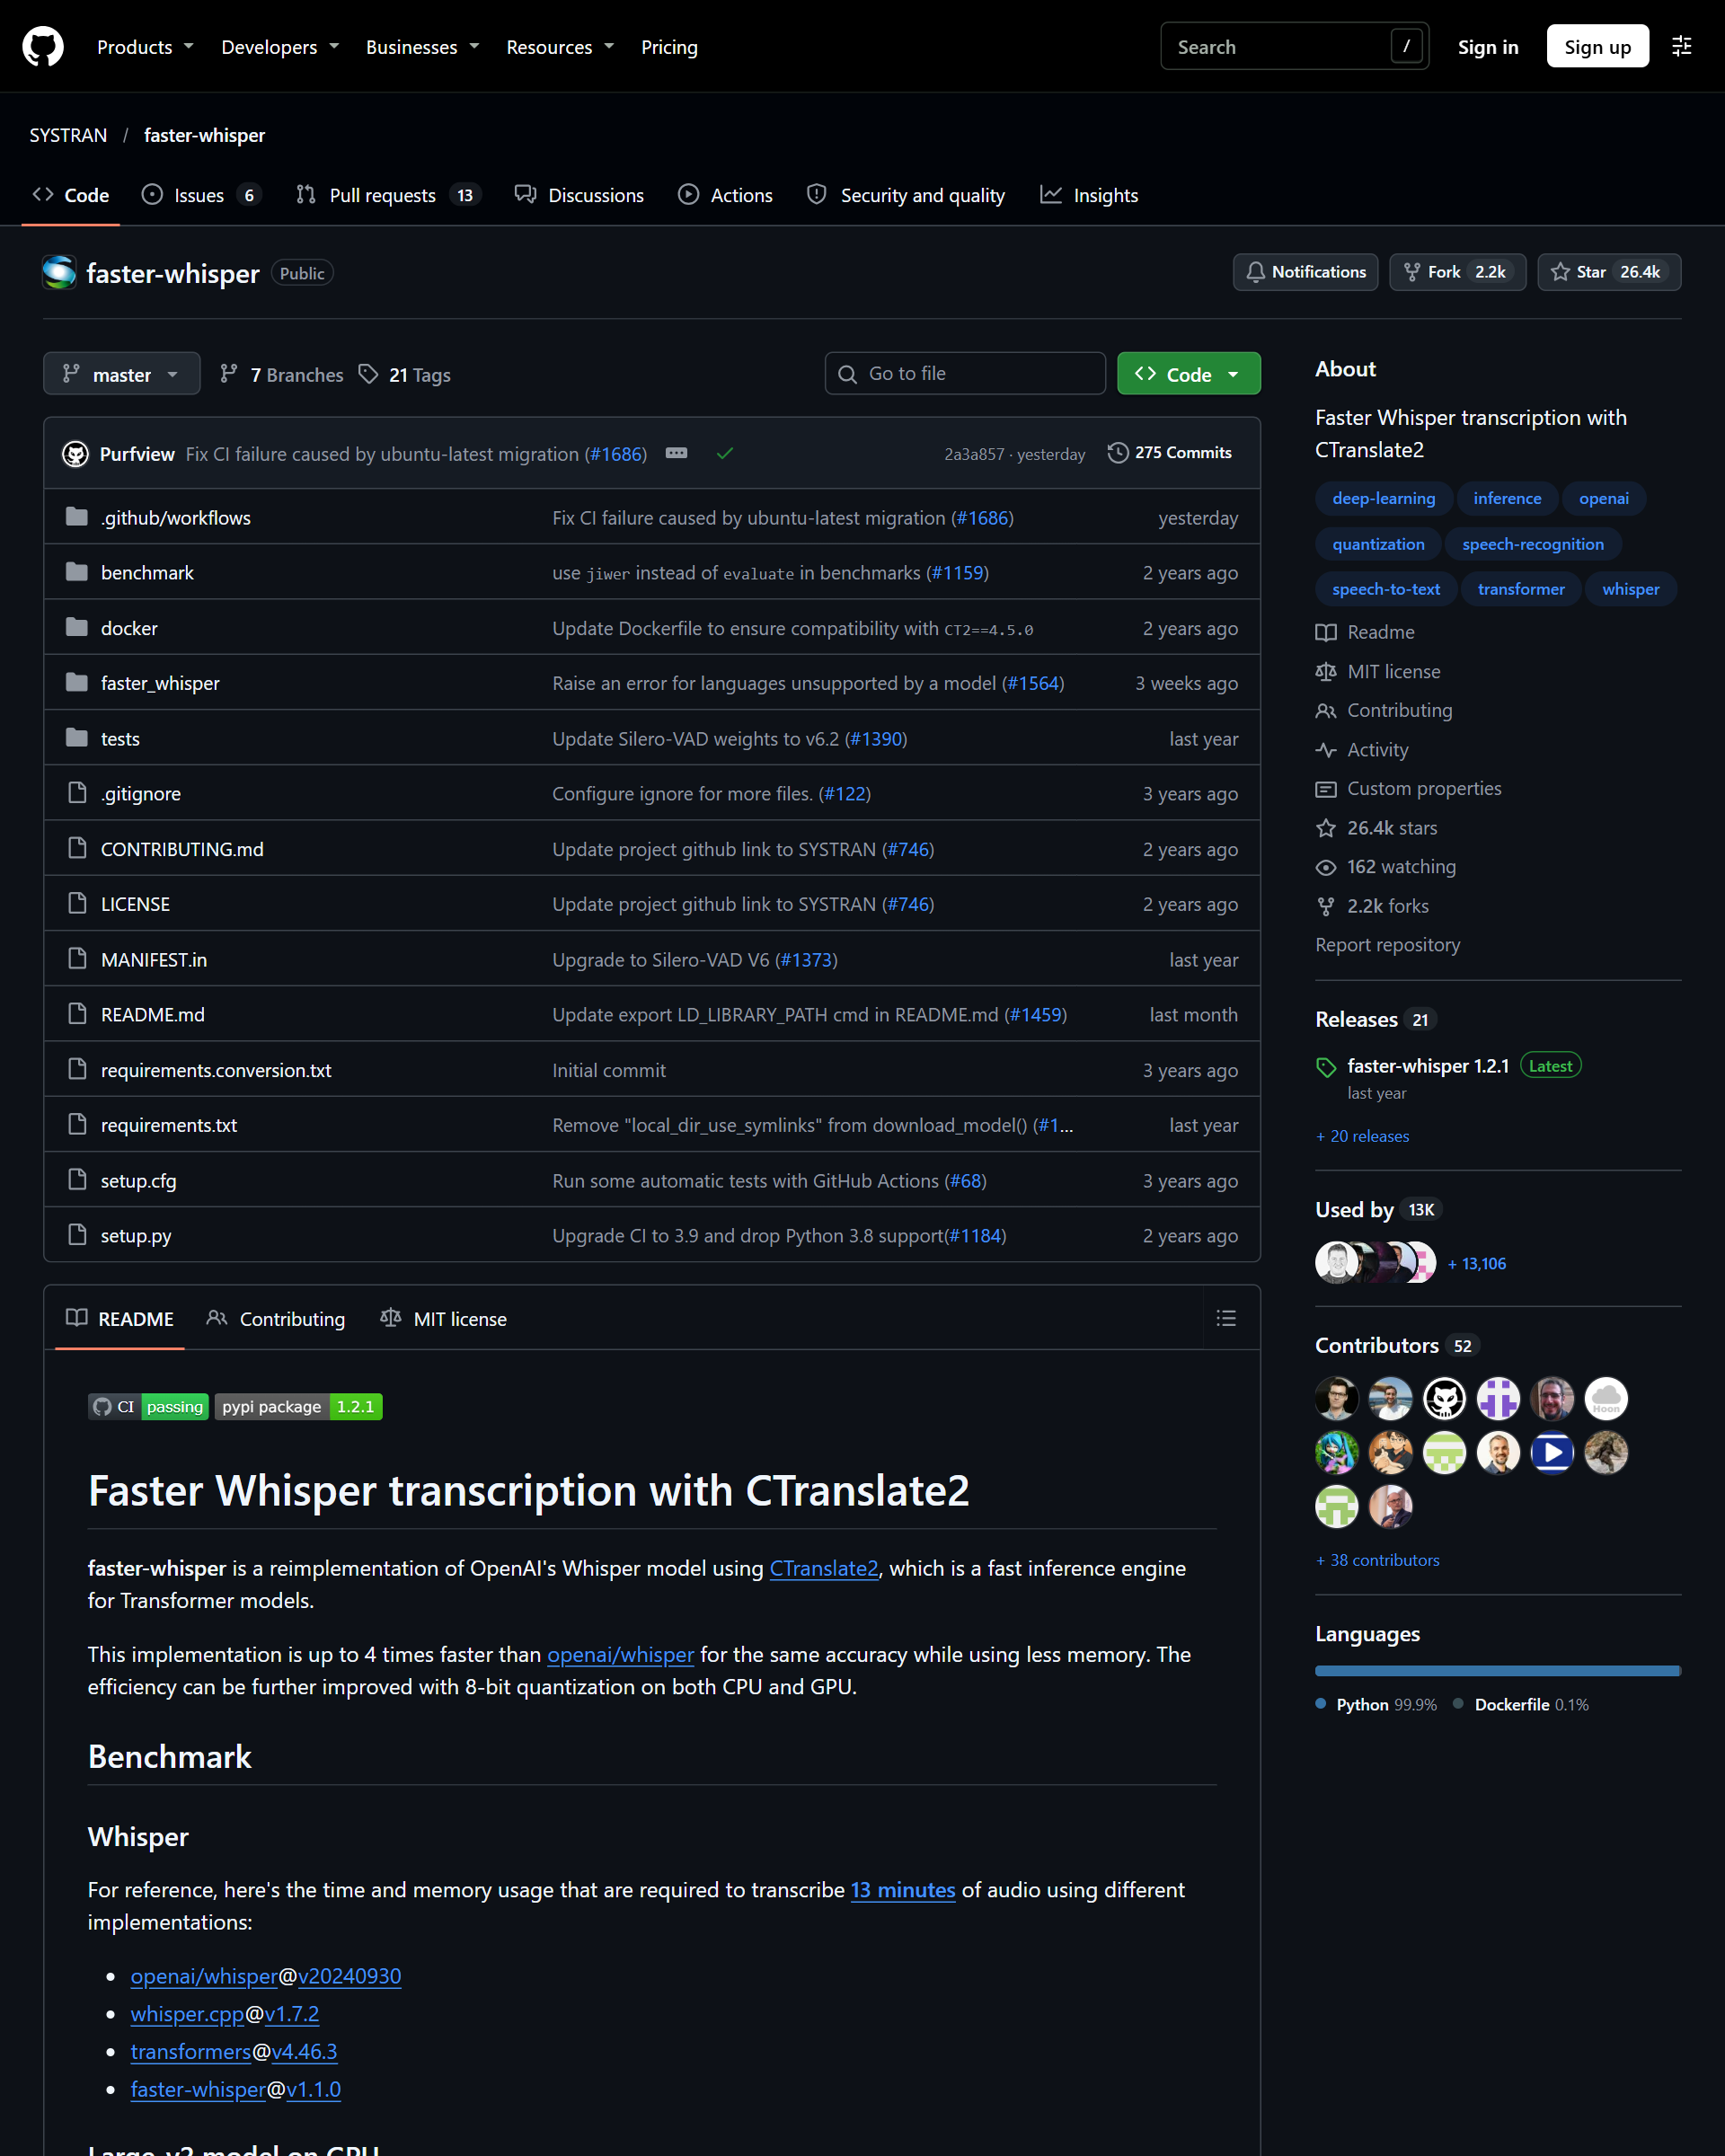 Products Developers Businesses Resources Pricing Search / Sign in Sign up
SYSTRAN / faster-whisper
Code Issues 6 Pull requests 13 Discussions Actions Security and quality Insights
faster-whisper Public Notifications Fork 2.2k Star 26.4k
master 7 Branches 21 Tags Go to file Code
Purfview Fix CI failure caused by ubuntu-latest migration (#1686) 2a3a857 · yesterday 275 Commits
.github/workflows Fix CI failure caused by ubuntu-latest migration (#1686) yesterday
benchmark use jiwer instead of evaluate in benchmarks (#1159) 2 years ago
docker Update Dockerfile to ensure compatibility with CT2==4.5.0 2 years ago
faster_whisper Raise an error for languages unsupported by a model (#1564) 3 weeks ago
tests Update Silero-VAD weights to v6.2 (#1390) last year
.gitignore Configure ignore for more files. (#122) 3 years ago
CONTRIBUTING.md Update project github link to SYSTRAN (#746) 2 years ago
LICENSE Update project github link to SYSTRAN (#746) 2 years ago
MANIFEST.in Upgrade to Silero-VAD V6 (#1373) last year
README.md Update export LD_LIBRARY_PATH cmd in README.md (#1459) last month
requirements.conversion.txt Initial commit 3 years ago
requirements.txt Remove "local_dir_use_symlinks" from download_model() (#1... last year
setup.cfg Run some automatic tests with GitHub Actions (#68) 3 years ago
setup.py Upgrade CI to 3.9 and drop Python 3.8 support(#1184) 2 years ago
README Contributing MIT license
CI passing pypi package 1.2.1
Faster Whisper transcription with CTranslate2
faster-whisper is a reimplementation of OpenAI's Whisper model using CTranslate2, which is a fast inference engine
for Transformer models.
This implementation is up to 4 times faster than openai/whisper for the same accuracy while using less memory. The
efficiency can be further improved with 8-bit quantization on both CPU and GPU.
Benchmark
Whisper
For reference, here's the time and memory usage that are required to transcribe 13 minutes of audio using different
implementations:
openai/whisper@v20240930
whisper.cpp@v1.7.2
transformers@v4.46.3
faster-whisper@v1.1.0
Large-v2 model on GPU
About
Faster Whisper transcription with
CTranslate2
deep-learning inference openai
quantization speech-recognition
speech-to-text transformer whisper
Readme
MIT license
Contributing
Activity
Custom properties
26.4k stars
162 watching
2.2k forks
Report repository
Releases 21
faster-whisper 1.2.1 Latest
last year
+ 20 releases
Used by 13K
+ 13,106
Contributors 52
Hoon
+ 38 contributors
Languages
Python 99.9% Dockerfile 0.1%